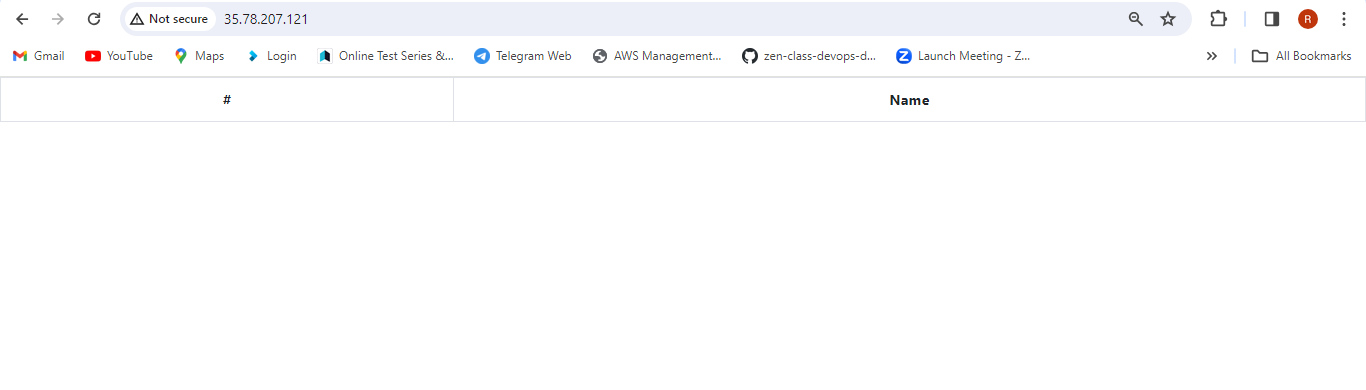 Not secure 35.78.207.121 R
Gmail YouTube Maps Login Online Test Series &... Telegram Web AWS Management... zen-class-devops-d... Launch Meeting - Z... » All Bookmarks
# Name